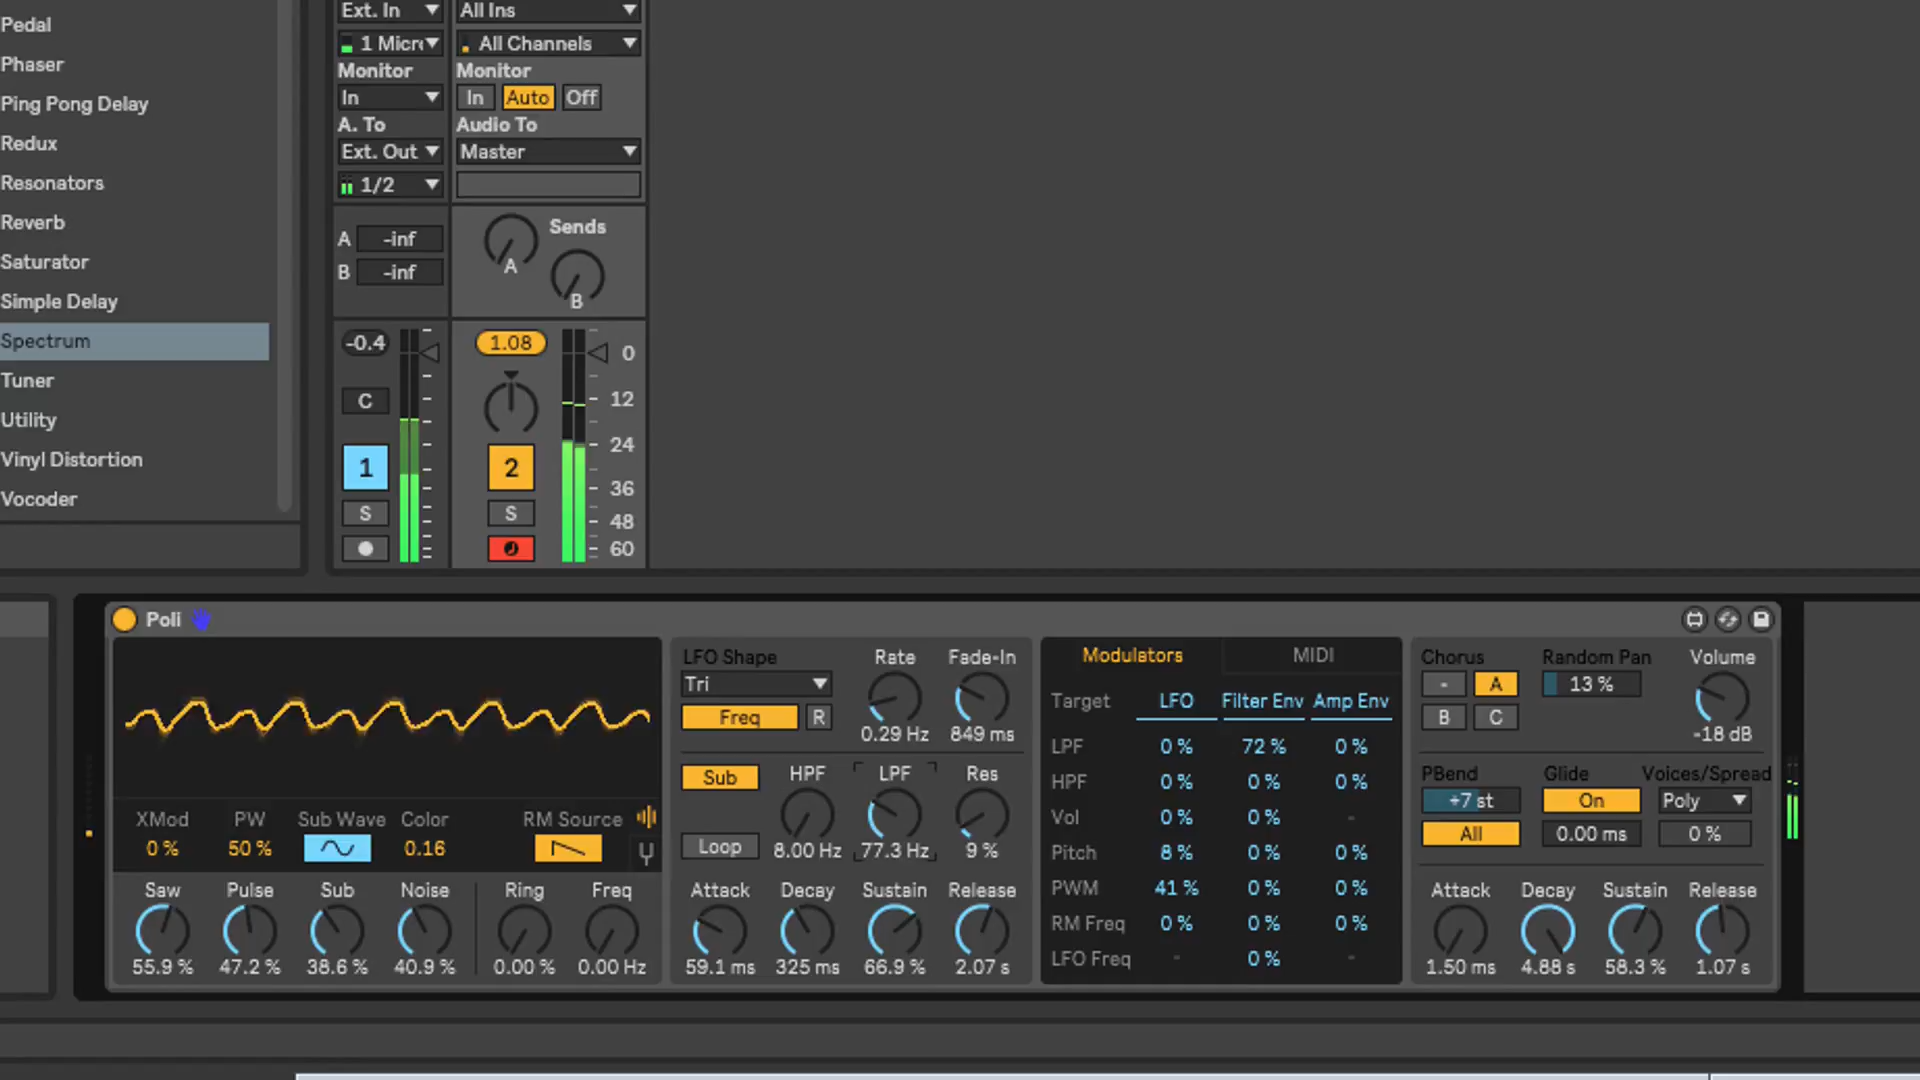 Pedal
Phaser
Ping Pong Delay
Redux
Resonators
Reverb
Saturator
Simple Delay
Spectrum
Tuner
Utility
Vinyl Distortion
Vocoder
Ext. In
All Ins
1 Micr
All Channels
Monitor
Monitor
In
In Auto Off
A. To
Audio To
Ext. Out
Master
1/2
A -inf
B -inf
Sends
A
B
-0.4
1.08
C
1
2
S
S
0
12
24
36
48
60
Poli
XMod PW Sub Wave Color RM Source
0 % 50 % 0.16
Saw Pulse Sub Noise Ring Freq
55.9 % 47.2 % 38.6 % 40.9 % 0.00 % 0.00 Hz
LFO Shape Rate Fade-In
Tri
Freq R
0.29 Hz 849 ms
Sub HPF LPF Res
Loop 8.00 Hz 77.3 Hz 9 %
Attack Decay Sustain Release
59.1 ms 325 ms 66.9 % 2.07 s
Modulators MIDI
Target LFO Filter Env Amp Env
LPF 0 % 72 % 0 %
HPF 0 % 0 % 0 %
Vol 0 % 0 % -
Pitch 8 % 0 % 0 %
PWM 41 % 0 % 0 %
RM Freq 0 % 0 % 0 %
LFO Freq - 0 % -
Chorus Random Pan Volume
- A 13 %
B C
-18 dB
PBend Glide Voices/Spread
+7 st On Poly
All 0.00 ms 0 %
Attack Decay Sustain Release
1.50 ms 4.88 s 58.3 % 1.07 s